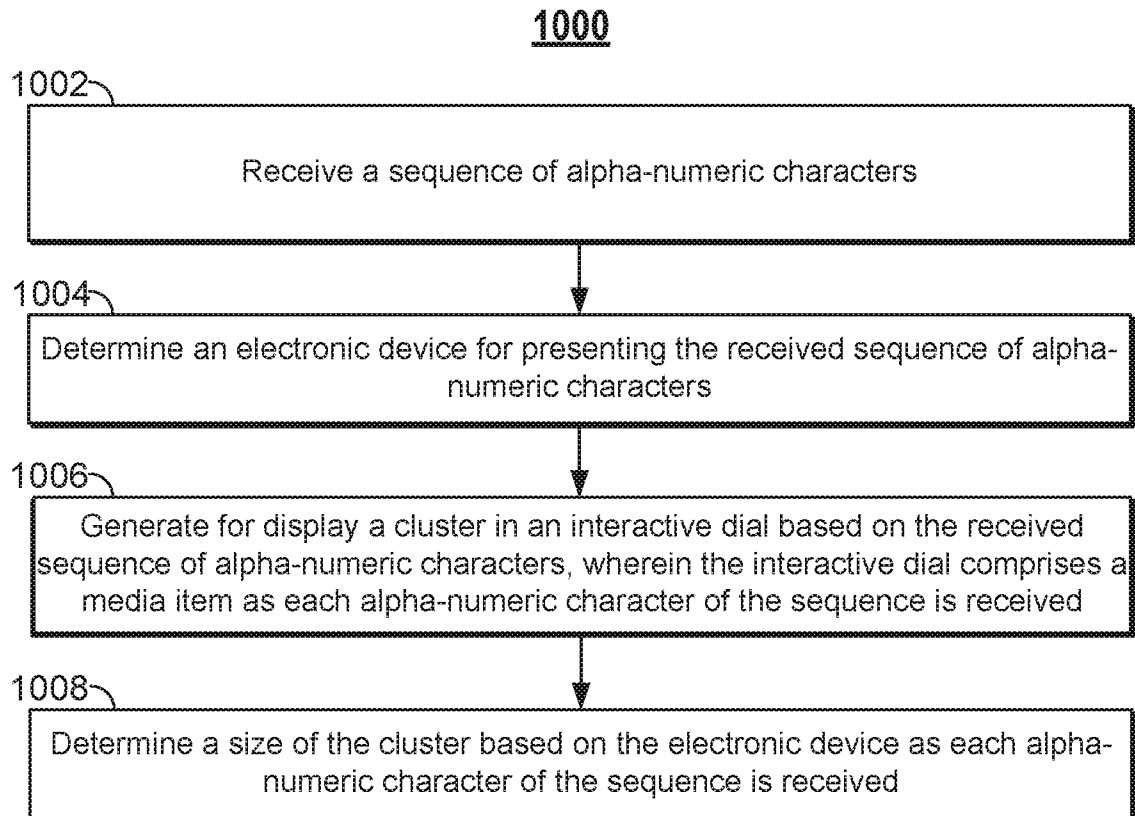 1000
1002
Receive a sequence of alpha-numeric characters
1004
Determine an electronic device for presenting the received sequence of alpha-
numeric characters
1006
Generate for display a cluster in an interactive dial based on the received
sequence of alpha-numeric characters, wherein the interactive dial comprises a
media item as each alpha-numeric character of the sequence is received
1008
Determine a size of the cluster based on the electronic device as each alpha-
numeric character of the sequence is received